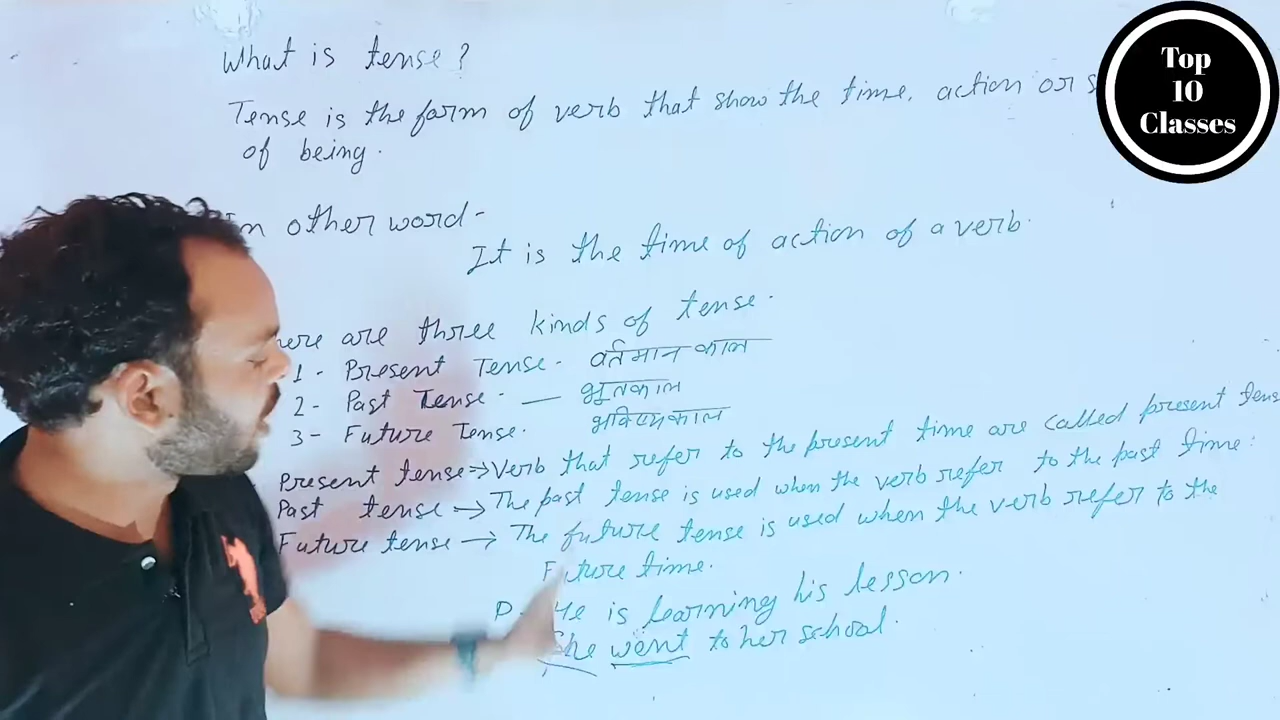 What is tense?
Tense is the form of verb that show the time, action or
of being.
In other word-
It is the time of action of a verb.
There are three kinds of tense.
1- Present Tense- वर्तमान काल
2- Past Tense- — भूतकाल
3- Future Tense. भविष्यकाल
Present tense→Verb that refer to the present time are called present tens
Past tense→The past tense is used when the verb refer to the past time:
Future tense→ The future tense is used when the verb refer to the
Future time.
P- He is learning his lesson.
She went to her school.
Top
10
Classes